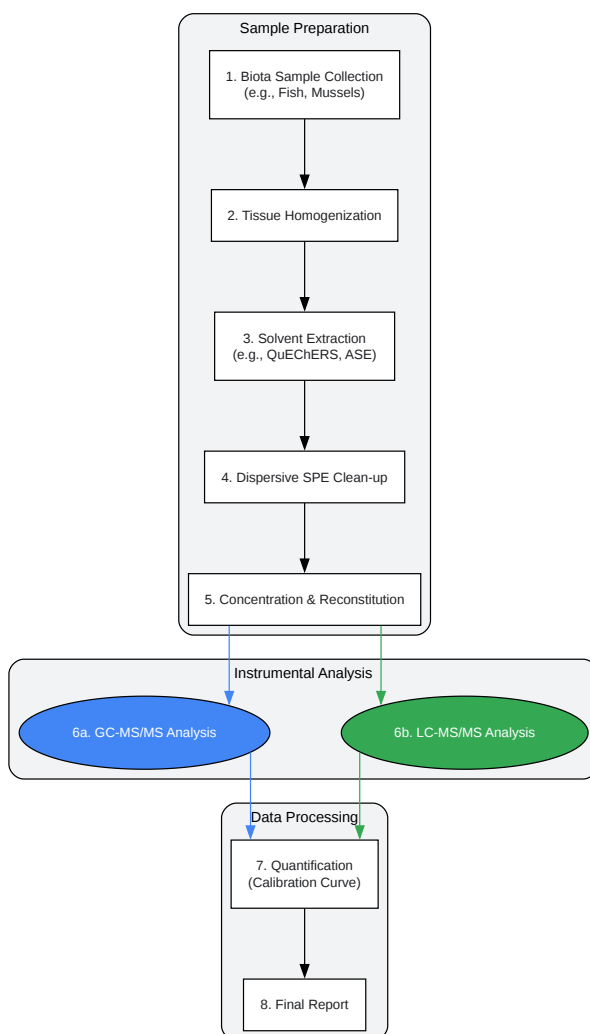 Sample Preparation
1. Biota Sample Collection
(e.g., Fish, Mussels)
2. Tissue Homogenization
3. Solvent Extraction
(e.g., QuEChERS, ASE)
4. Dispersive SPE Clean-up
5. Concentration & Reconstitution
Instrumental Analysis
6a. GC-MS/MS Analysis
6b. LC-MS/MS Analysis
Data Processing
7. Quantification
(Calibration Curve)
8. Final Report